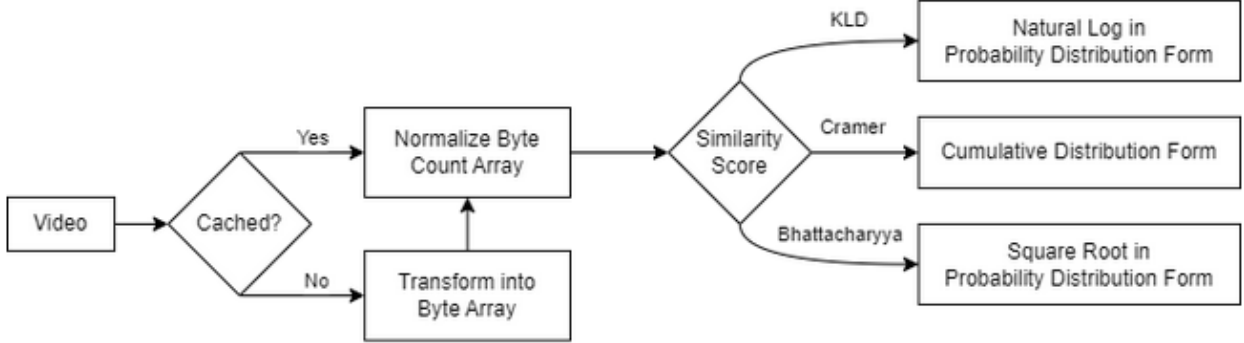 Video
Cached?
Yes
No
Normalize Byte
Count Array
Transform into
Byte Array
Similarity
Score
KLD
Cramer
Bhattacharyya
Natural Log in
Probability Distribution Form
Cumulative Distribution Form
Square Root in
Probability Distribution Form